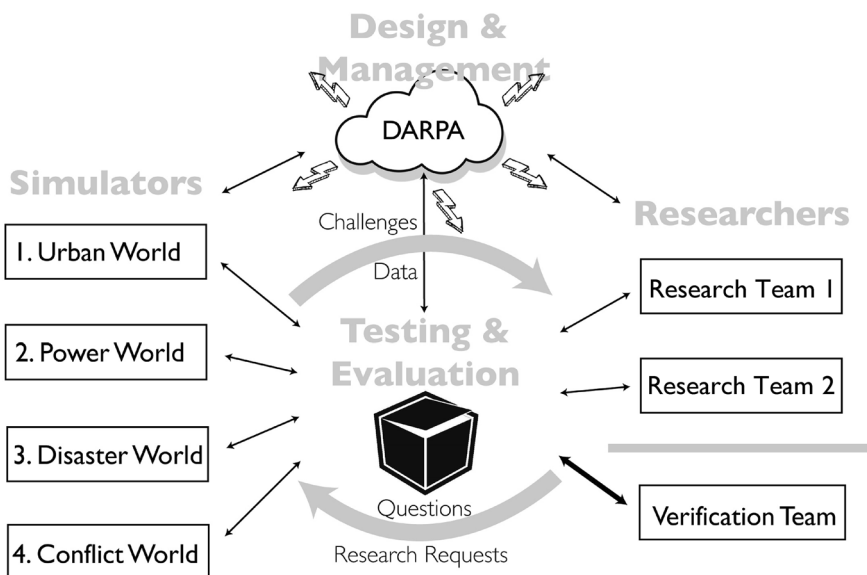 Design &
Management
DARPA
Simulators
1. Urban World
2. Power World
3. Disaster World
4. Conflict World
Challenges
Data
Testing &
Evaluation
Questions
Research Requests
Researchers
Research Team 1
Research Team 2
Verification Team